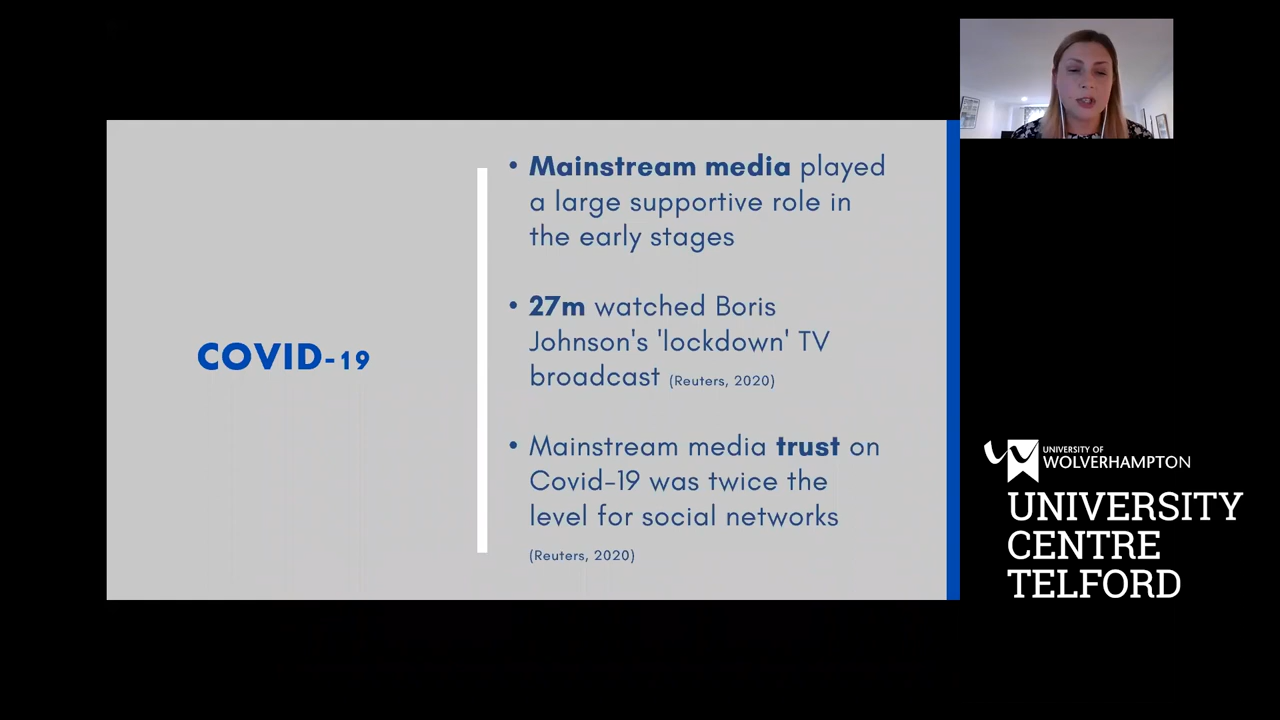 COVID-19
• Mainstream media played
a large supportive role in
the early stages
• 27m watched Boris
Johnson's 'lockdown' TV
broadcast (Reuters, 2020)
• Mainstream media trust on
Covid-19 was twice the
level for social networks
(Reuters, 2020)
UNIVERSITY OF
WOLVERHAMPTON
UNIVERSITY
CENTRE
TELFORD